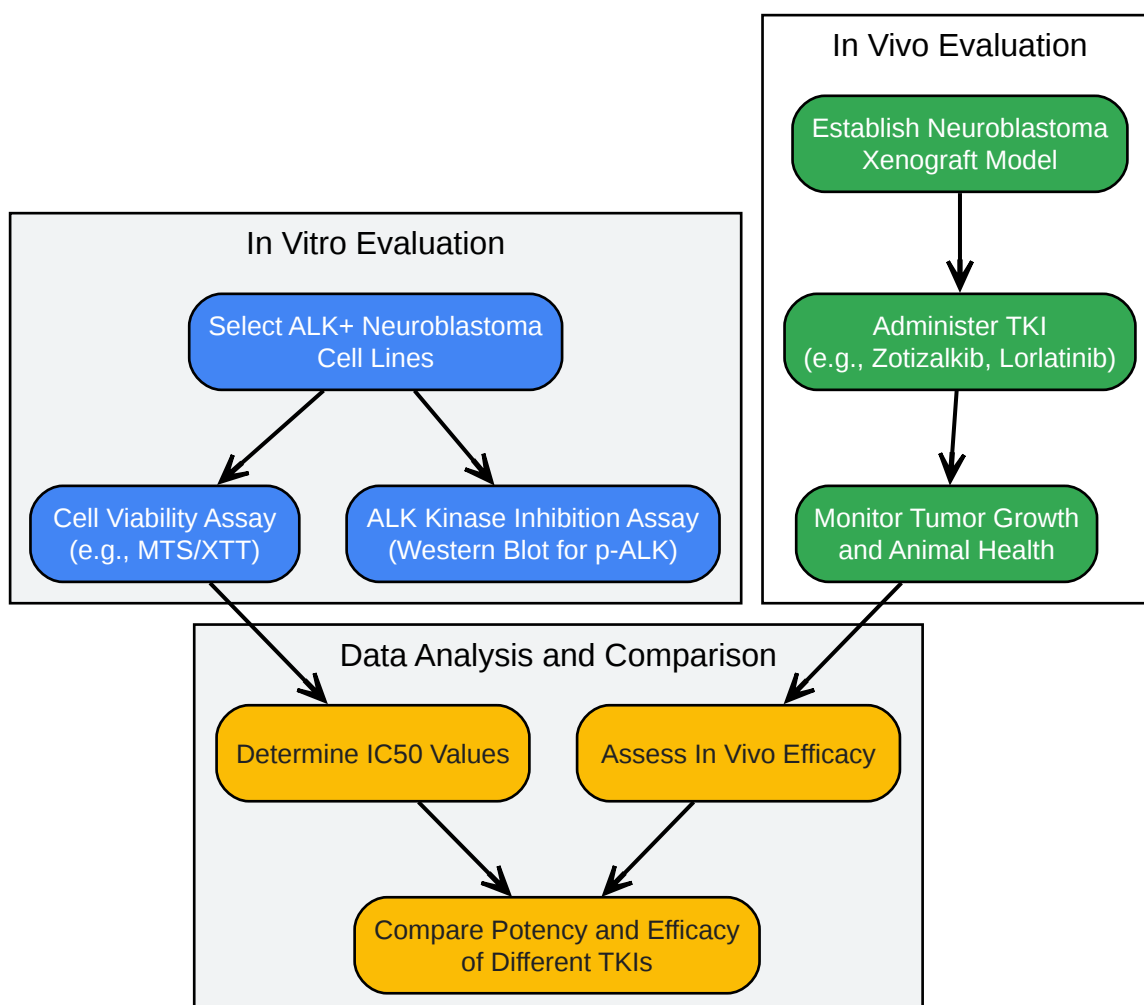 In Vivo Evaluation
Establish Neuroblastoma
Xenograft Model
Administer TKI
(e.g., Zotizalkib, Lorlatinib)
Monitor Tumor Growth
and Animal Health
In Vitro Evaluation
Select ALK+ Neuroblastoma
Cell Lines
Cell Viability Assay
(e.g., MTS/XTT)
ALK Kinase Inhibition Assay
(Western Blot for p-ALK)
Data Analysis and Comparison
Determine IC50 Values
Assess In Vivo Efficacy
Compare Potency and Efficacy
of Different TKIs